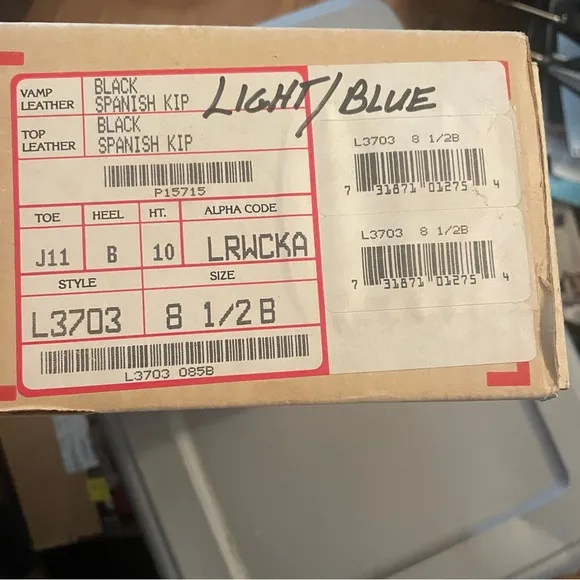 VAMP LEATHER
BLACK
SPANISH KIP
LIGHT/BLUE
TOP LEATHER
BLACK
SPANISH KIP
P15715
TOE HEEL HT. ALPHA CODE
J11 B 10 LRWCKA
STYLE SIZE
L3703 8 1/2B
L3703 085B
L3703 8 1/2B
7 31871 01275 4
L3703 8 1/2B
7 31871 01275 4